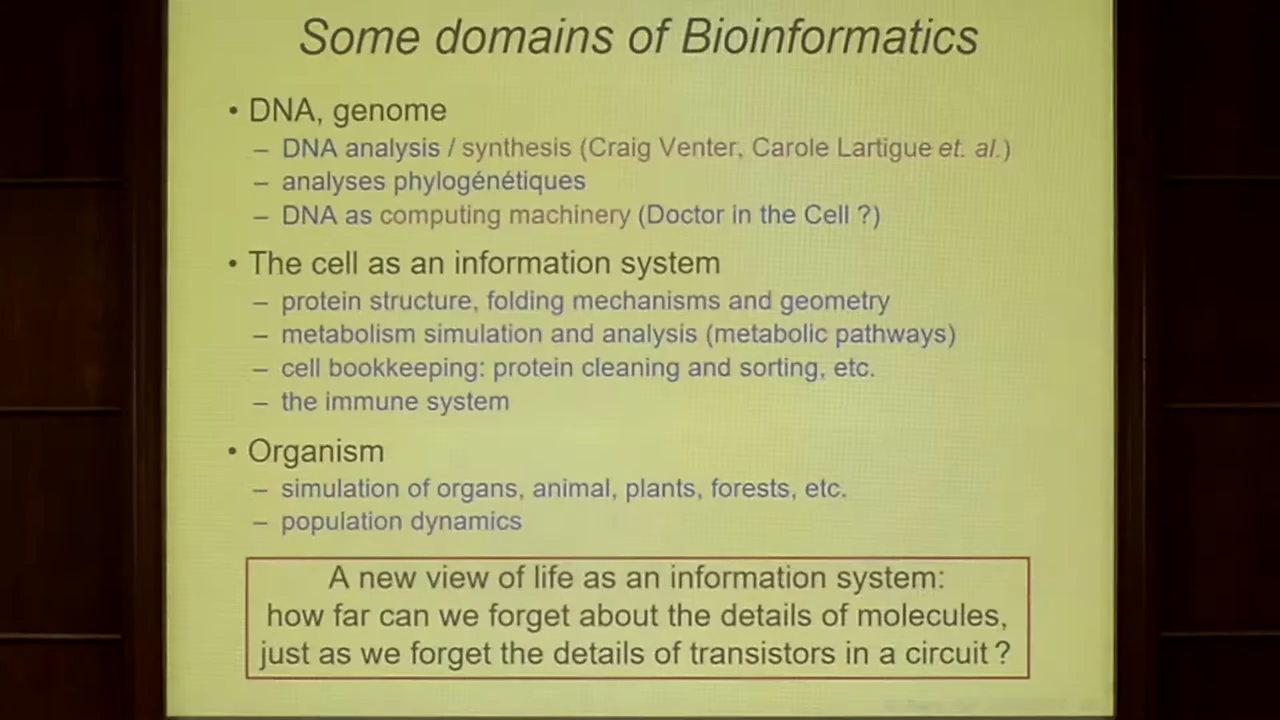 Some domains of Bioinformatics
• DNA, genome
– DNA analysis / synthesis (Craig Venter, Carole Lartigue et. al.)
– analyses phylogénétiques
– DNA as computing machinery (Doctor in the Cell ?)
• The cell as an information system
– protein structure, folding mechanisms and geometry
– metabolism simulation and analysis (metabolic pathways)
– cell bookkeeping: protein cleaning and sorting, etc.
– the immune system
• Organism
– simulation of organs, animal, plants, forests, etc.
– population dynamics
A new view of life as an information system:
how far can we forget about the details of molecules,
just as we forget the details of transistors in a circuit ?